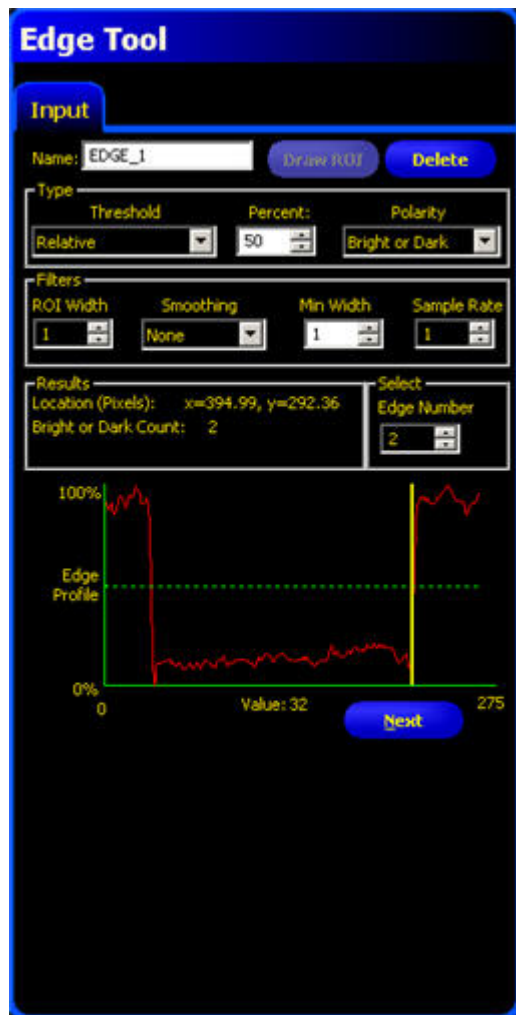 Edge Tool
Input
Name: EDGE_1 Draw ROI Delete
Type
Threshold Percent: Polarity
Relative 50 Bright or Dark
Filters
ROI Width Smoothing Min Width Sample Rate
1 None 1 1
Results Select
Location (Pixels): x=394.99, y=292.36 Edge Number
Bright or Dark Count: 2 2
100%
Edge
Profile
0%
0 Value: 32 275
Next